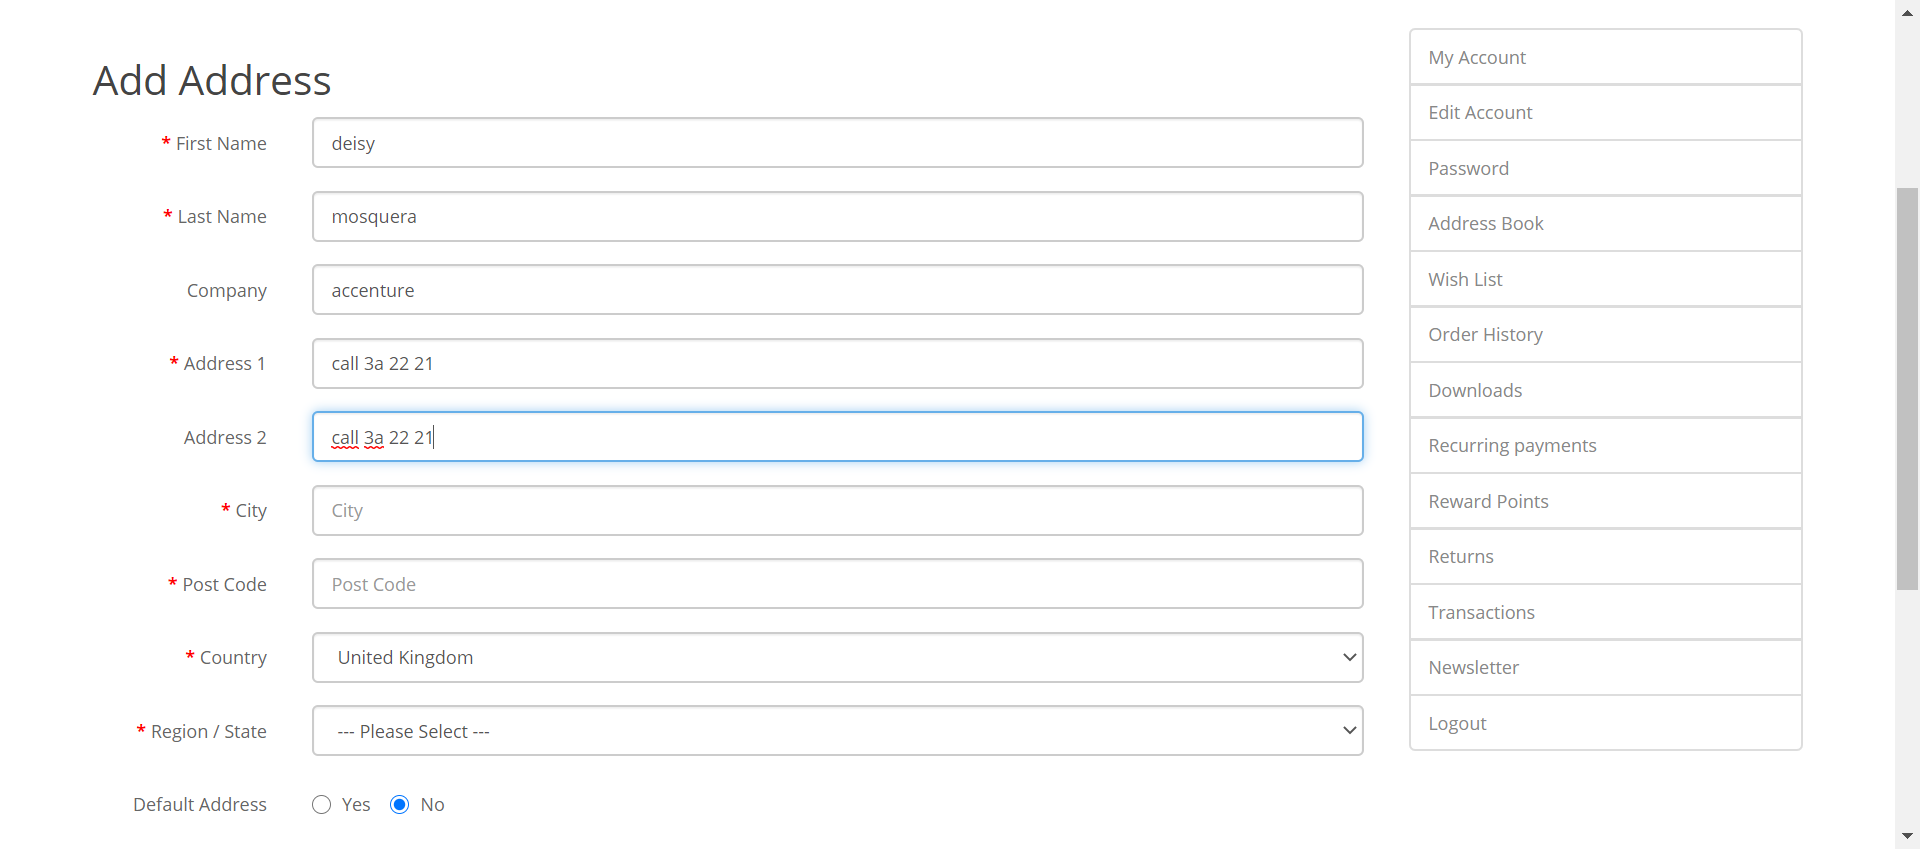 Add Address
* First Name
deisy
* Last Name
mosquera
Company
accenture
* Address 1
call 3a 22 21
Address 2
call 3a 22 21
* City
City
* Post Code
Post Code
* Country
United Kingdom
* Region / State
--- Please Select ---
Default Address
Yes
No
My Account
Edit Account
Password
Address Book
Wish List
Order History
Downloads
Recurring payments
Reward Points
Returns
Transactions
Newsletter
Logout